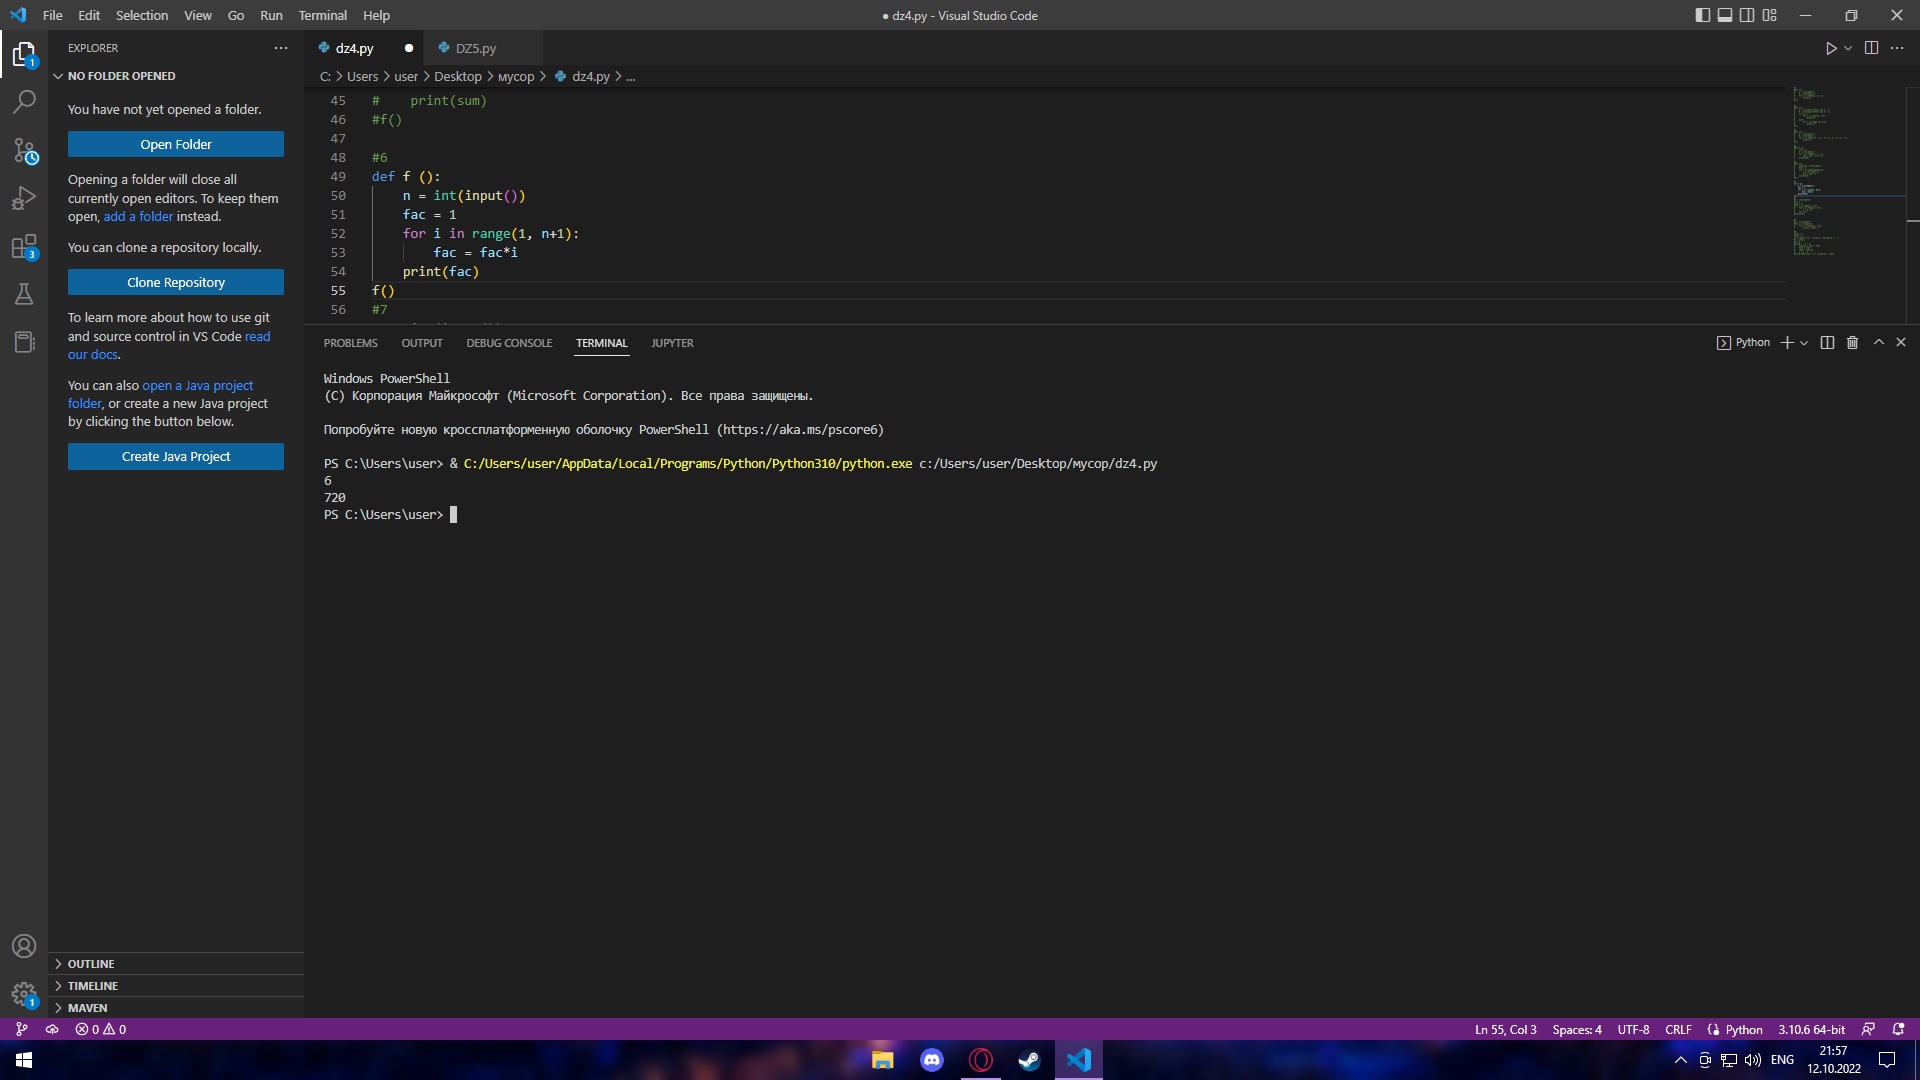 File Edit Selection View Go Run Terminal Help
● dz4.py - Visual Studio Code
EXPLORER
NO FOLDER OPENED
You have not yet opened a folder.
Open Folder
Opening a folder will close all
currently open editors. To keep them
open, add a folder instead.
You can clone a repository locally.
Clone Repository
To learn more about how to use git
and source control in VS Code read
our docs.
You can also open a Java project
folder, or create a new Java project
by clicking the button below.
Create Java Project
OUTLINE
TIMELINE
MAVEN
dz4.py
DZ5.py
C: > Users > user > Desktop > мусор > dz4.py > ...
45 #    print(sum)
46 #f()
47
48 #6
49 def f ():
50     n = int(input())
51     fac = 1
52     for i in range(1, n+1):
53         fac = fac*i
54     print(fac)
55 f()
56 #7
PROBLEMS OUTPUT DEBUG CONSOLE TERMINAL JUPYTER
Python
Windows PowerShell
(C) Корпорация Майкрософт (Microsoft Corporation). Все права защищены.
Попробуйте новую кроссплатформенную оболочку PowerShell (https://aka.ms/pscore6)
PS C:\Users\user> & C:/Users/user/AppData/Local/Programs/Python/Python310/python.exe c:/Users/user/Desktop/мусор/dz4.py
6
720
PS C:\Users\user>
0 0
Ln 55, Col 3 Spaces: 4 UTF-8 CRLF Python 3.10.6 64-bit
ENG
21:57
12.10.2022
1
3
1